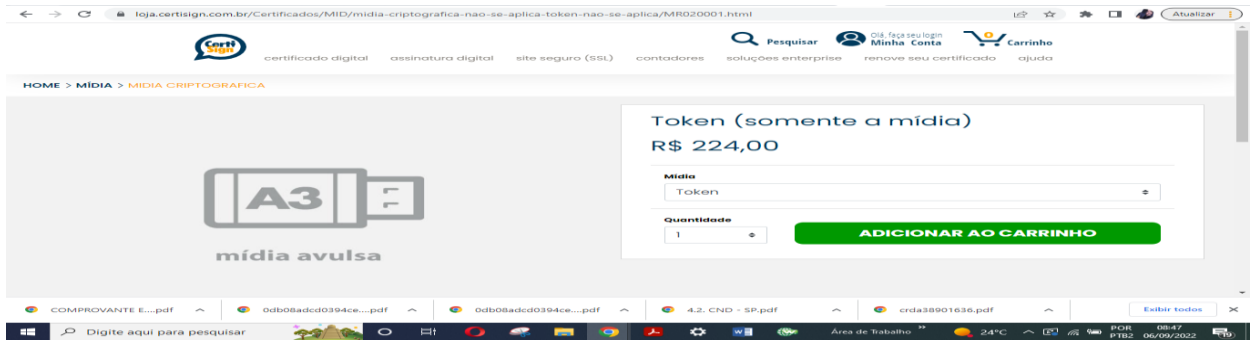 loja.certisign.com.br/Certificados/MID/midia-criptografica-nao-se-aplica-token-nao-se-aplica/MR020001.html
Atualizar
Certi
Sign
Pesquisar
Olá, faça seu login
Minha Conta
0
Carrinho
certificado digital assinatura digital site seguro (SSL) contadores soluções enterprise renove seu certificado ajuda
HOME > MÍDIA > MIDIA CRIPTOGRAFICA
Token (somente a mídia)
R$ 224,00
Mídia
Token
Quantidade
1
ADICIONAR AO CARRINHO
A3
mídia avulsa
COMPROVANTE E....pdf
0db08adcd0394ce....pdf
0db08adcd0394ce....pdf
4.2. CND - SP.pdf
crda38901636.pdf
Exibir todos
Digite aqui para pesquisar
Área de Trabalho
24°C
POR
PTB2
08:47
06/09/2022